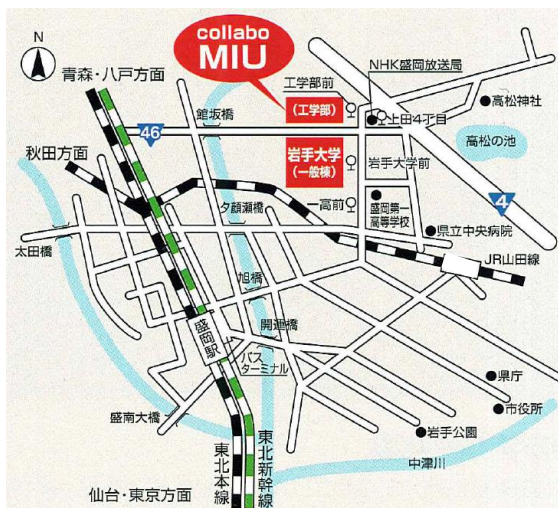 collabo
MIU
N
青森・八戸方面
NHK盛岡放送局
工学部前
(工学部)
上田4丁目
高松神社
高松の池
館坂橋
46
岩手大学
(一般棟)
岩手大学前
秋田方面
4
夕顔瀬橋
一高前
盛岡第一
高等学校
県立中央病院
太田橋
JR山田線
旭橋
開運橋
盛岡駅
バス
ターミナル
県庁
市役所
盛南大橋
岩手公園
中津川
東北本線
東北新幹線
仙台・東京方面